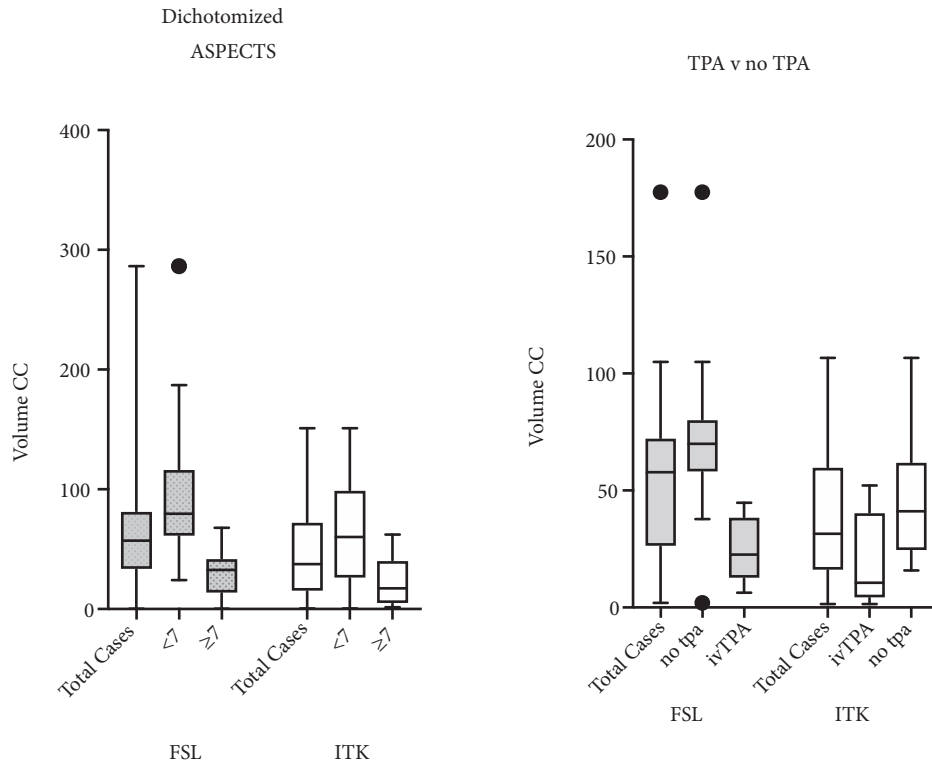 Dichotomized
ASPECTS
Volume CC
400
300
200
100
0
Total Cases
<7
≥7
Total Cases
<7
≥7
FSL
ITK
TPA v no TPA
Volume CC
200
150
100
50
0
Total Cases
no tpa
ivTPA
Total Cases
ivTPA
no tpa
FSL
ITK